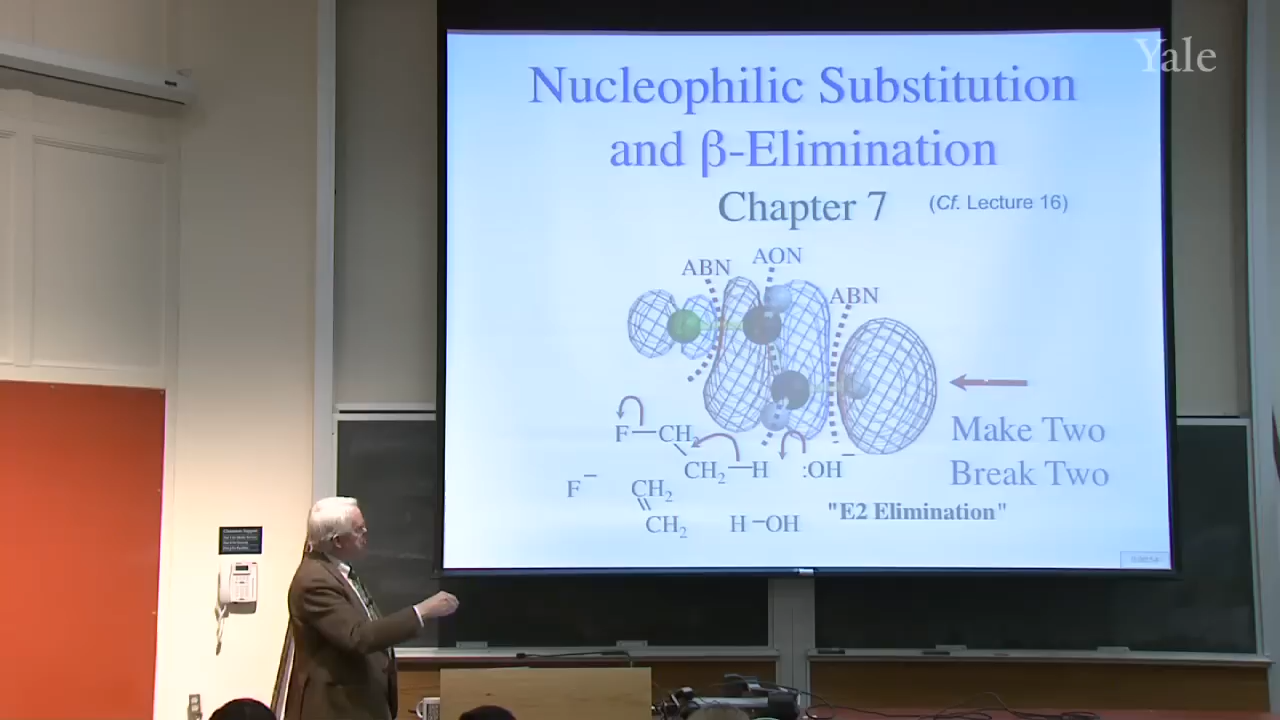 Yale
Nucleophilic Substitution
and β-Elimination
Chapter 7 (Cf. Lecture 16)
AON
ABN
ABN
F—CH2
CH2—H :OH−
Make Two
Break Two
F−
CH2
CH2
H–OH
"E2 Elimination"